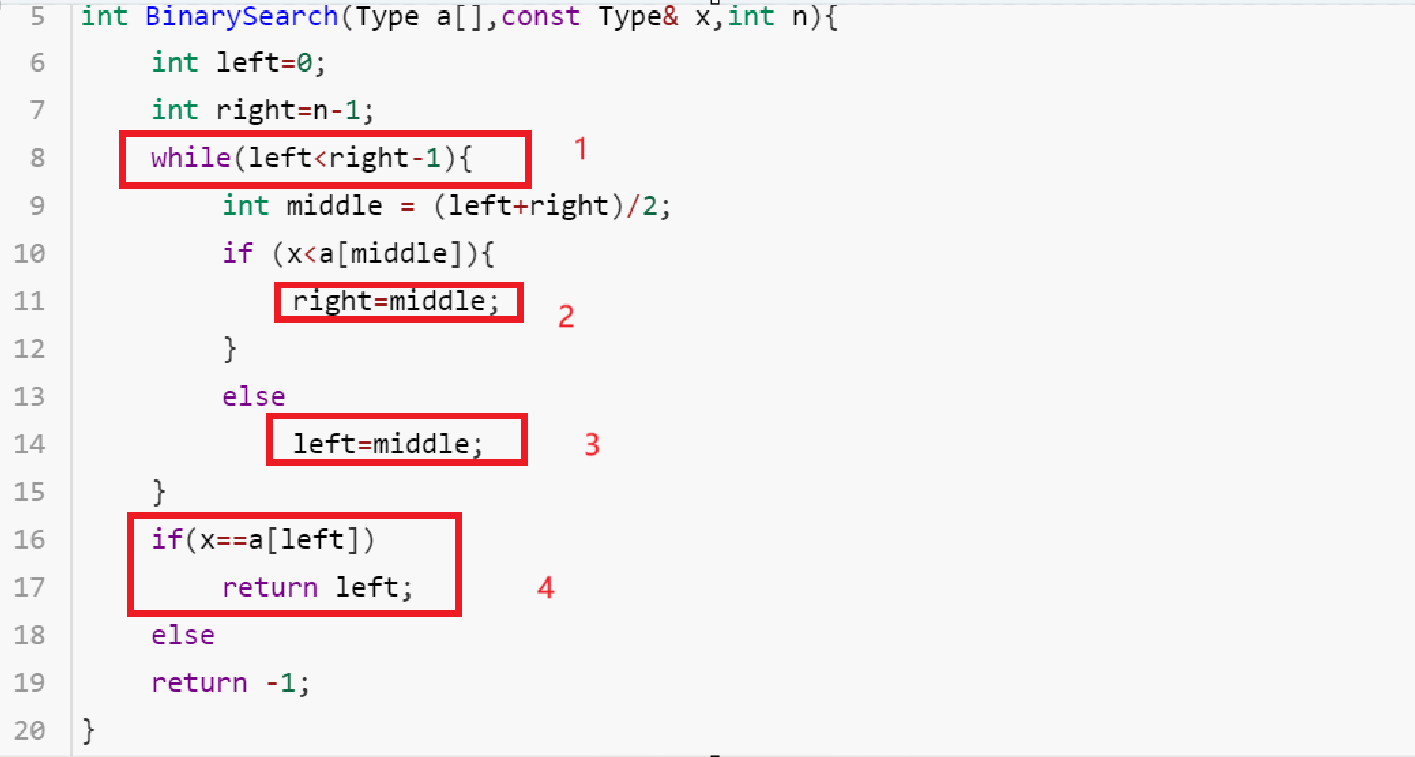 5 int BinarySearch(Type a[],const Type& x,int n){
6 int left=0;
7 int right=n-1;
8 while(left<right-1){ 1
9 int middle = (left+right)/2;
10 if (x<a[middle]){
11 right=middle; 2
12 }
13 else
14 left=middle; 3
15 }
16 if(x==a[left])
17 return left; 4
18 else
19 return -1;
20 }